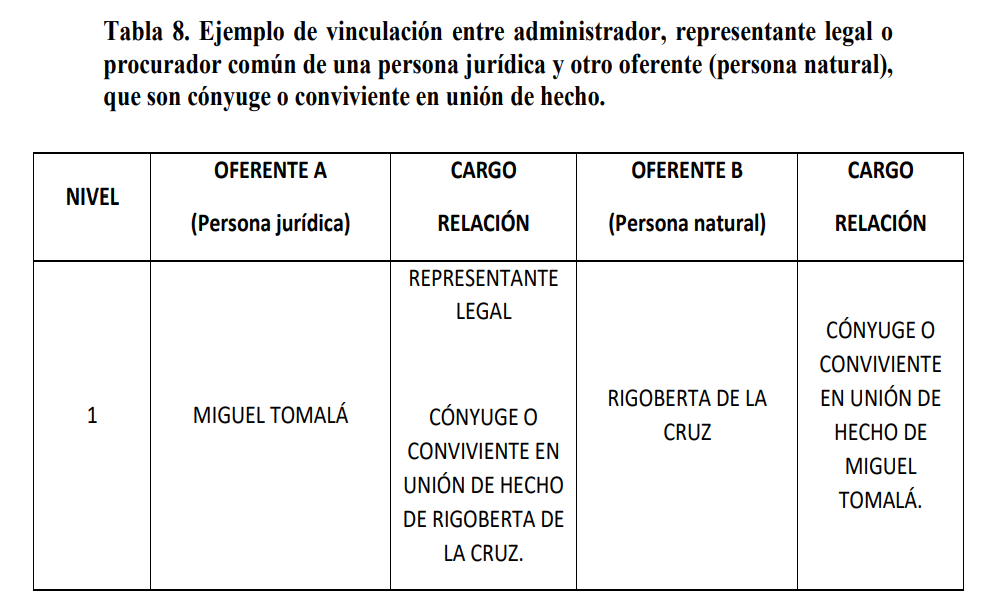 Tabla 8. Ejemplo de vinculación entre administrador, representante legal o
procurador común de una persona jurídica y otro oferente (persona natural),
que son cónyuge o conviviente en unión de hecho.
NIVEL
OFERENTE A
(Persona jurídica)
CARGO
RELACIÓN
OFERENTE B
(Persona natural)
CARGO
RELACIÓN
1
MIGUEL TOMALÁ
REPRESENTANTE
LEGAL
CÓNYUGE O
CONVIVIENTE EN
UNIÓN DE HECHO
DE RIGOBERTA DE
LA CRUZ.
RIGOBERTA DE LA
CRUZ
CÓNYUGE O
CONVIVIENTE
EN UNIÓN DE
HECHO DE
MIGUEL
TOMALÁ.